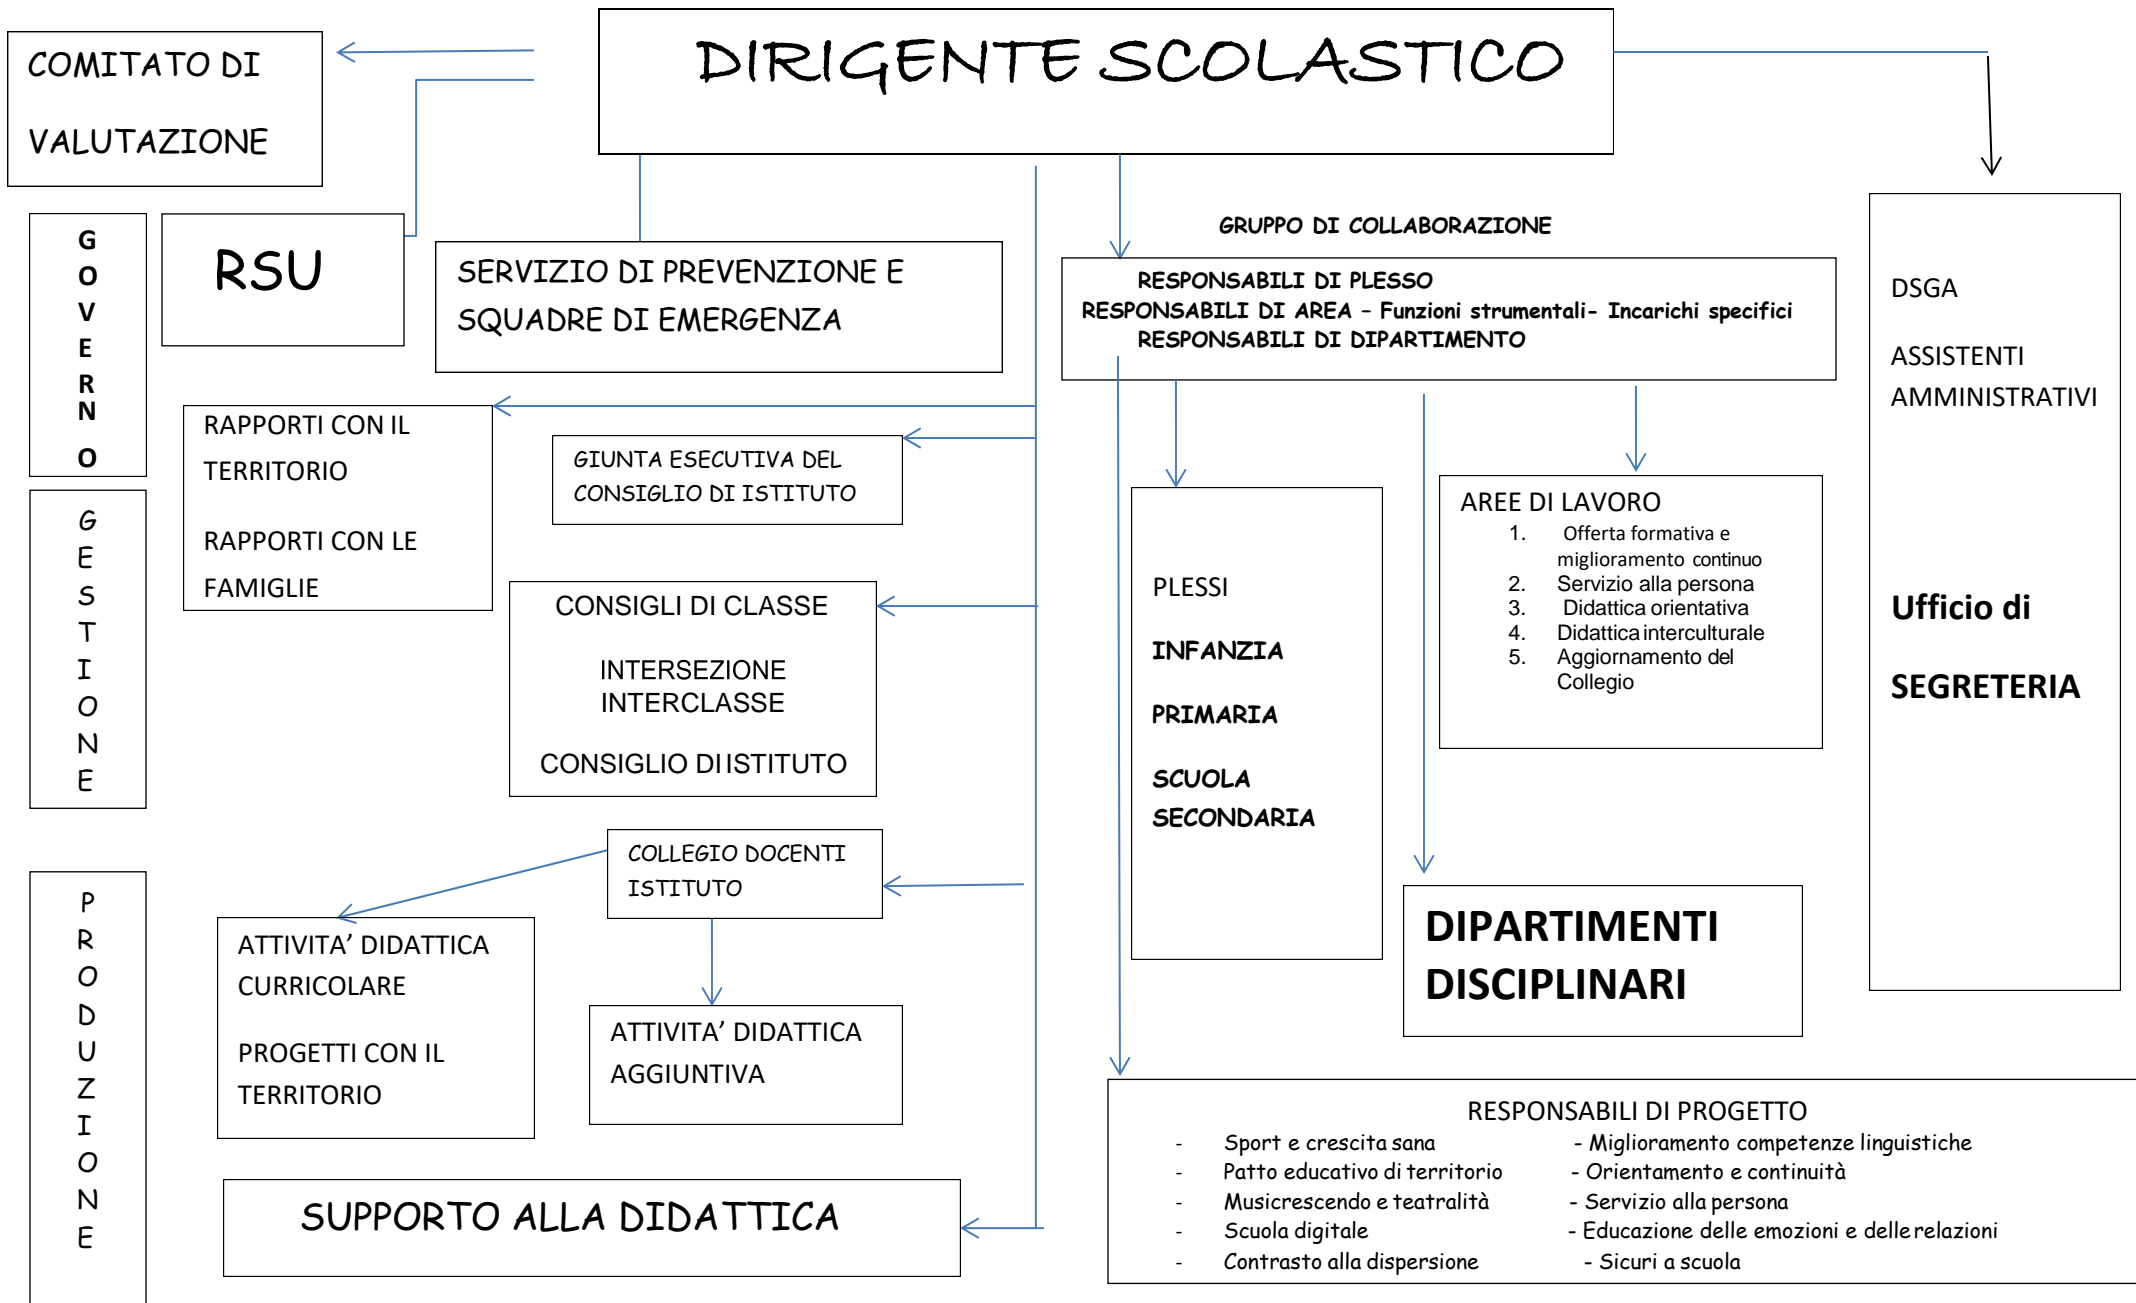 DIRIGENTE SCOLASTICO
COMITATO DI
VALUTAZIONE
G
O
V
E
R
N
O
RSU
SERVIZIO DI PREVENZIONE E
SQUADRE DI EMERGENZA
GRUPPO DI COLLABORAZIONE
RESPONSABILI DI PLESSO
RESPONSABILI DI AREA – Funzioni strumentali- Incarichi specifici
RESPONSABILI DI DIPARTIMENTO
DSGA
ASSISTENTI
AMMINISTRATIVI
Ufficio di
SEGRETERIA
RAPPORTI CON IL
TERRITORIO
RAPPORTI CON LE
FAMIGLIE
GIUNTA ESECUTIVA DEL
CONSIGLIO DI ISTITUTO
G
E
S
T
I
O
N
E
CONSIGLI DI CLASSE
INTERSEZIONE
INTERCLASSE
CONSIGLIO DI ISTITUTO
PLESSI
INFANZIA
PRIMARIA
SCUOLA
SECONDARIA
AREE DI LAVORO
1. Offerta formativa e
miglioramento continuo
2. Servizio alla persona
3. Didattica orientativa
4. Didattica interculturale
5. Aggiornamento del
Collegio
COLLEGIO DOCENTI
ISTITUTO
P
R
O
D
U
Z
I
O
N
E
ATTIVITA’ DIDATTICA
CURRICOLARE
PROGETTI CON IL
TERRITORIO
ATTIVITA’ DIDATTICA
AGGIUNTIVA
DIPARTIMENTI
DISCIPLINARI
SUPPORTO ALLA DIDATTICA
RESPONSABILI DI PROGETTO
- Sport e crescita sana - Miglioramento competenze linguistiche
- Patto educativo di territorio - Orientamento e continuità
- Musicrescendo e teatralità - Servizio alla persona
- Scuola digitale - Educazione delle emozioni e delle relazioni
- Contrasto alla dispersione - Sicuri a scuola